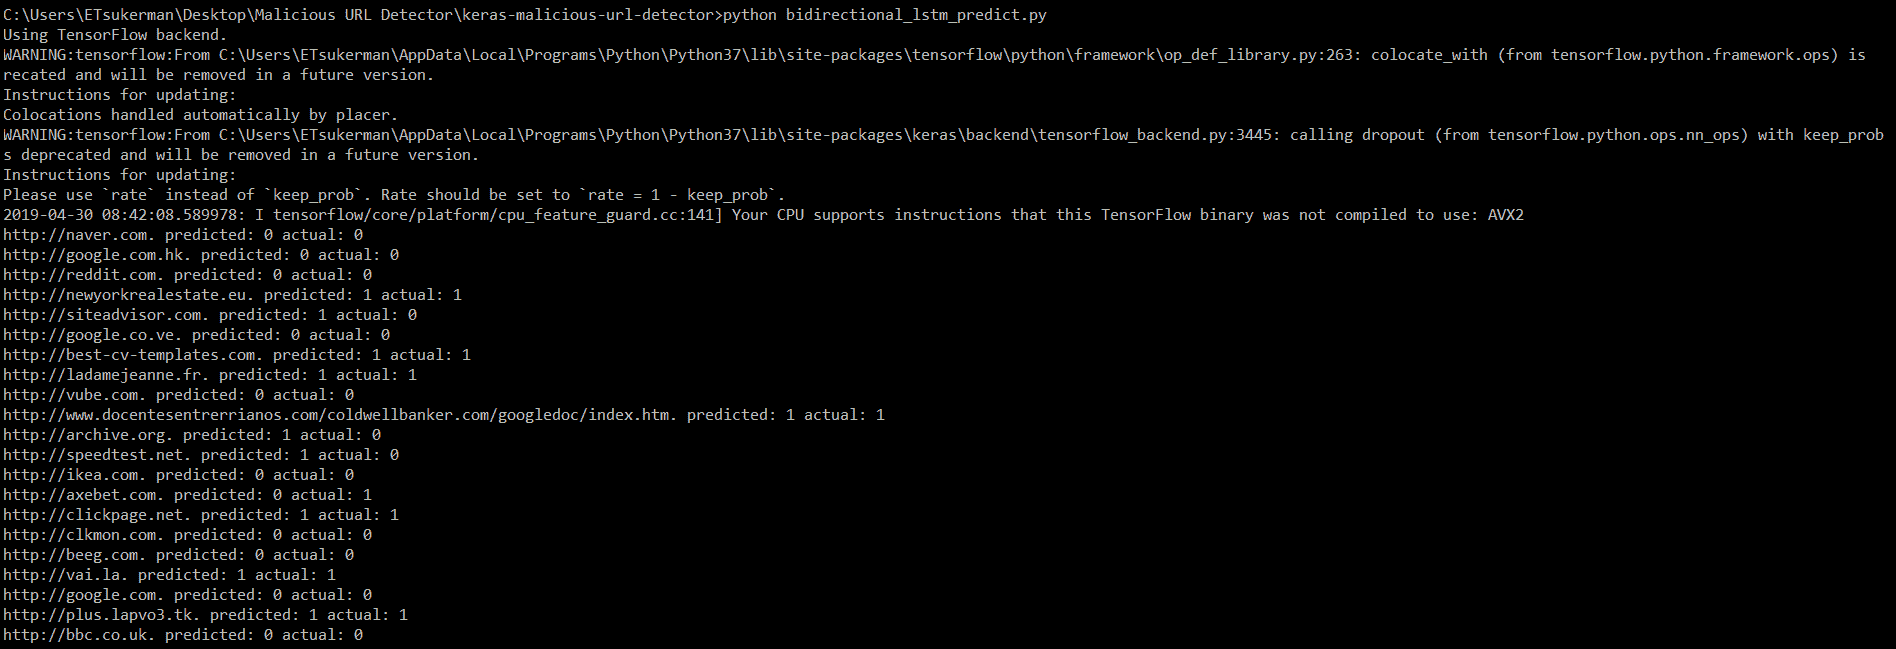 C:\Users\ETsukerman\Desktop\Malicious URL Detector\keras-malicious-url-detector>python bidirectional_lstm_predict.py
Using TensorFlow backend.
WARNING:tensorflow:From C:\Users\ETsukerman\AppData\Local\Programs\Python\Python37\lib\site-packages\tensorflow\python\framework\op_def_library.py:263: colocate_with (from tensorflow.python.framework.ops) is
recated and will be removed in a future version.
Instructions for updating:
Colocations handled automatically by placer.
WARNING:tensorflow:From C:\Users\ETsukerman\AppData\Local\Programs\Python\Python37\lib\site-packages\keras\backend\tensorflow_backend.py:3445: calling dropout (from tensorflow.python.ops.nn_ops) with keep_prob
s deprecated and will be removed in a future version.
Instructions for updating:
Please use `rate` instead of `keep_prob`. Rate should be set to `rate = 1 - keep_prob`.
2019-04-30 08:42:08.589978: I tensorflow/core/platform/cpu_feature_guard.cc:141] Your CPU supports instructions that this TensorFlow binary was not compiled to use: AVX2
http://naver.com. predicted: 0 actual: 0
http://google.com.hk. predicted: 0 actual: 0
http://reddit.com. predicted: 0 actual: 0
http://newyorkrealestate.eu. predicted: 1 actual: 1
http://siteadvisor.com. predicted: 1 actual: 0
http://google.co.ve. predicted: 0 actual: 0
http://best-cv-templates.com. predicted: 1 actual: 1
http://ladamejeanne.fr. predicted: 1 actual: 1
http://vube.com. predicted: 0 actual: 0
http://www.docentesentrerrianos.com/coldwellbanker.com/googledoc/index.htm. predicted: 1 actual: 1
http://archive.org. predicted: 1 actual: 0
http://speedtest.net. predicted: 1 actual: 0
http://ikea.com. predicted: 0 actual: 0
http://axebet.com. predicted: 0 actual: 1
http://clickpage.net. predicted: 1 actual: 1
http://clkmon.com. predicted: 0 actual: 0
http://beeg.com. predicted: 0 actual: 0
http://vai.la. predicted: 1 actual: 1
http://google.com. predicted: 0 actual: 0
http://plus.lapvo3.tk. predicted: 1 actual: 1
http://bbc.co.uk. predicted: 0 actual: 0